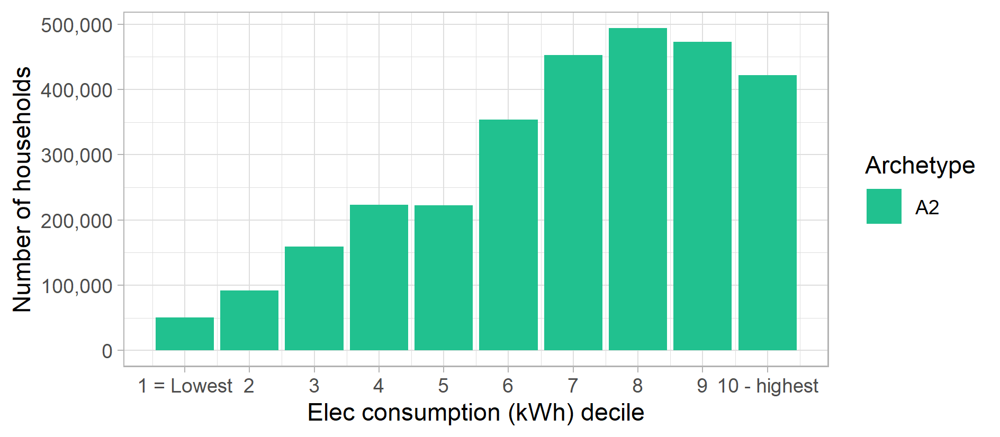 Number of households
500,000
400,000
300,000
200,000
100,000
0
1 = Lowest 2 3 4 5 6 7 8 9 10 - highest
Elec consumption (kWh) decile
Archetype
A2